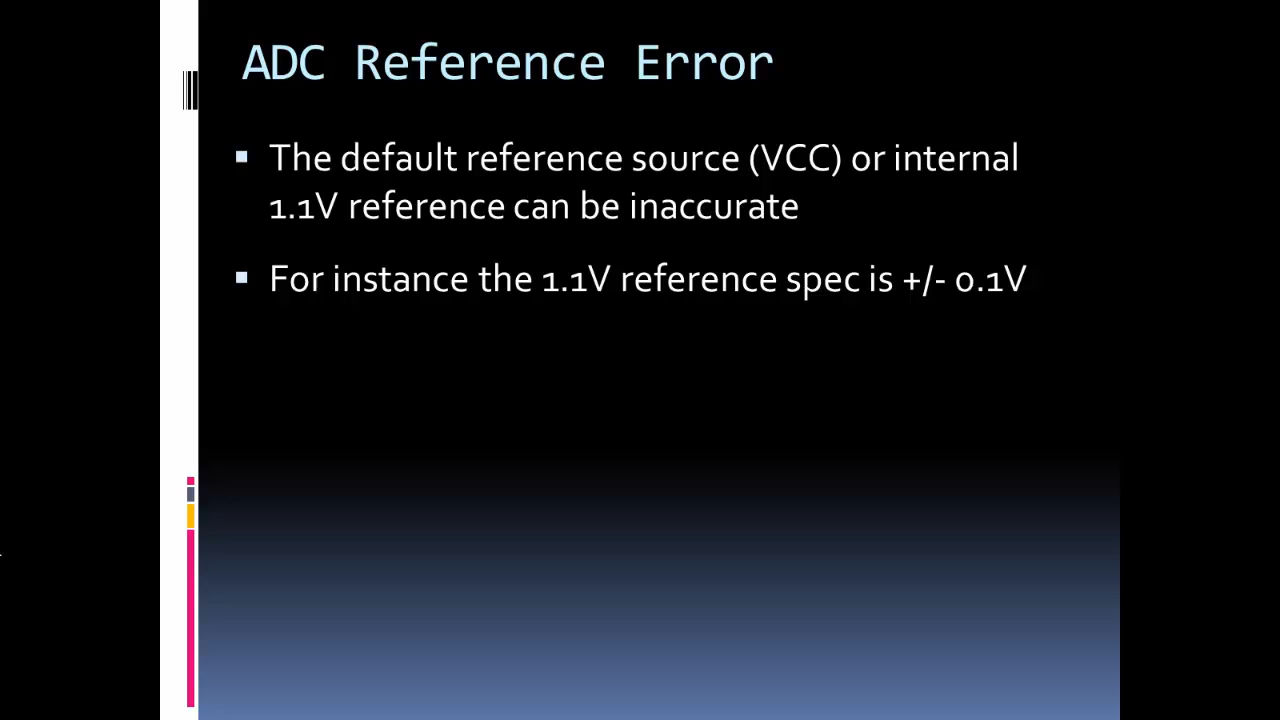 ADC Reference Error
▪ The default reference source (VCC) or internal
1.1V reference can be inaccurate
▪ For instance the 1.1V reference spec is +/- 0.1V